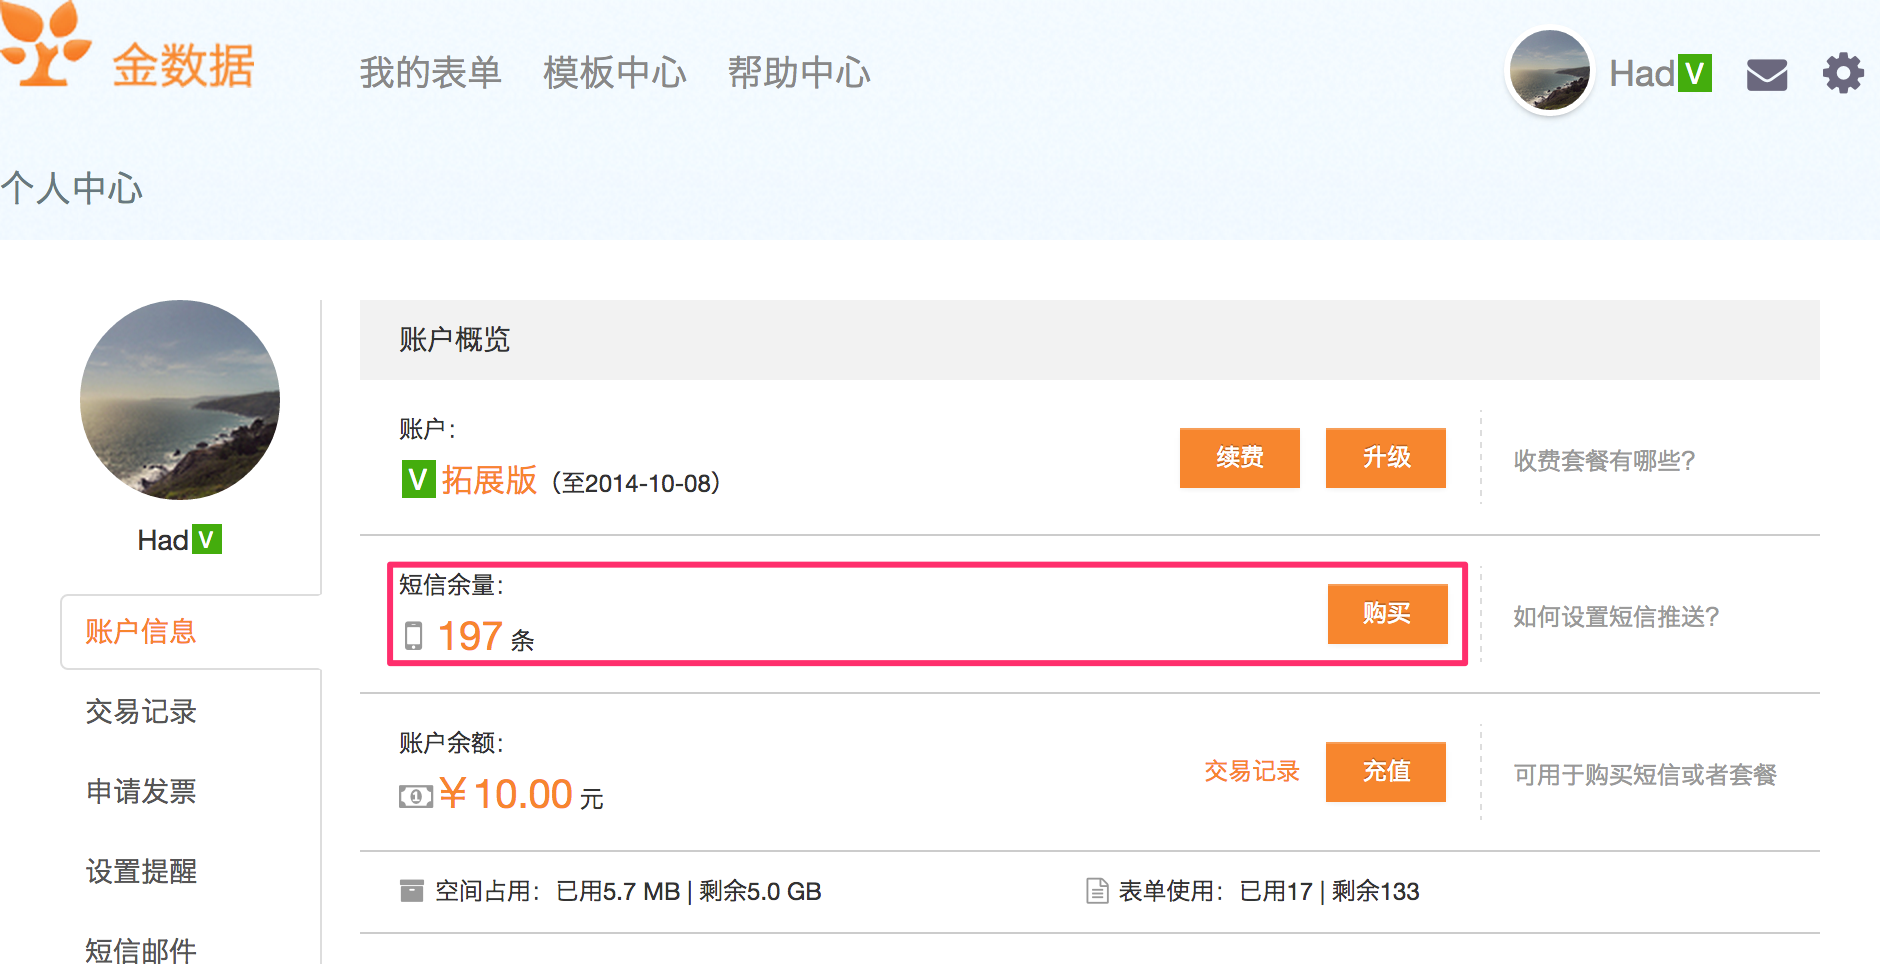 金数据
我的表单 模板中心 帮助中心
Had V
个人中心
Had V
账户信息
交易记录
申请发票
设置提醒
短信邮件
账户概览
账户:
V 拓展版 (至2014-10-08)
续费 升级
收费套餐有哪些?
短信余量:
197 条
购买
如何设置短信推送?
账户余额:
¥10.00 元
交易记录 充值
可用于购买短信或者套餐
空间占用: 已用5.7 MB | 剩余5.0 GB
表单使用: 已用17 | 剩余133